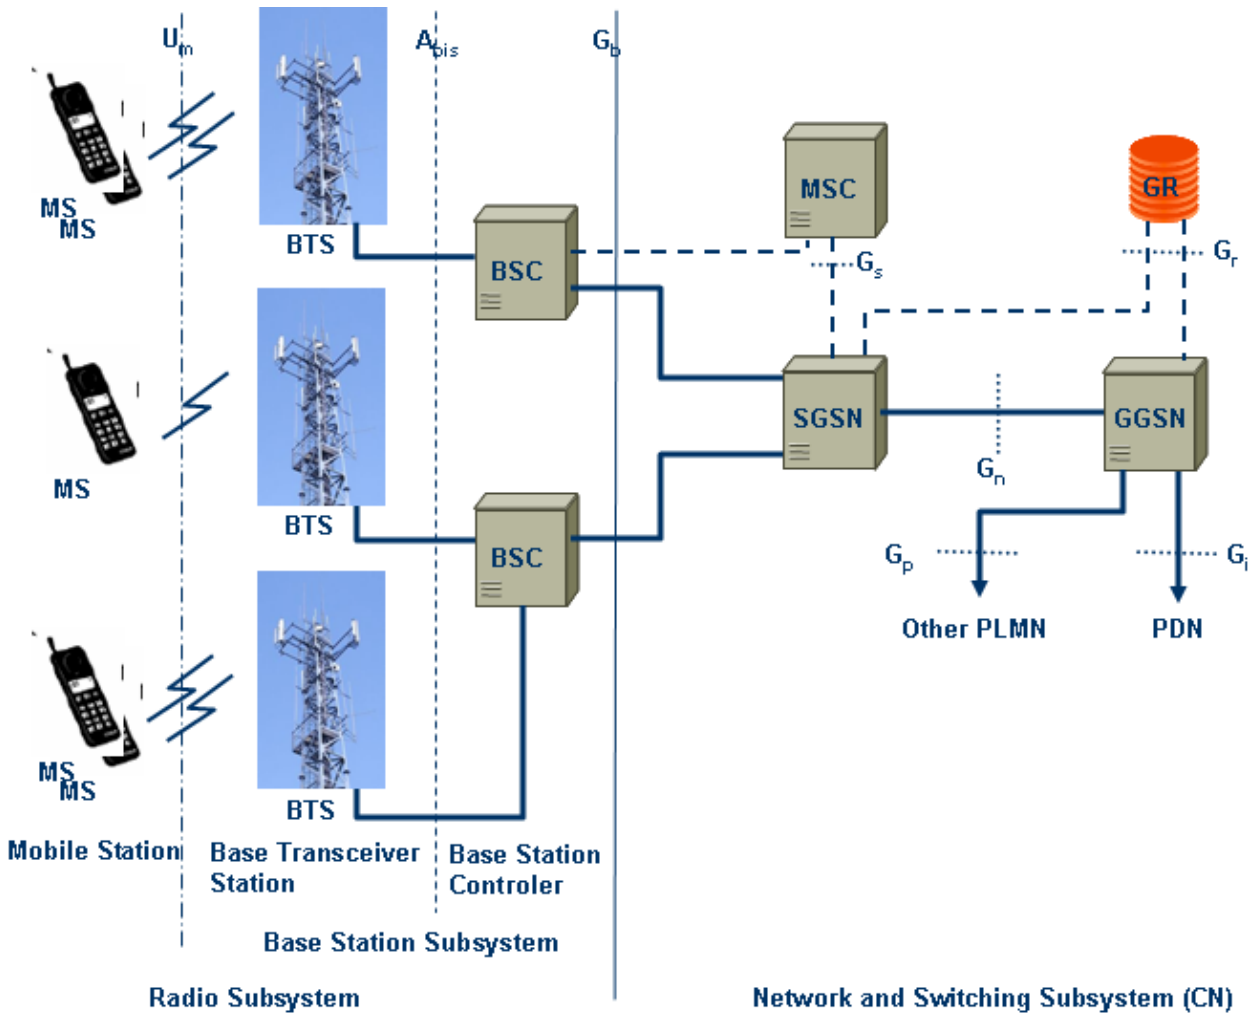 Um
Abis
Gb
MS
MS
BTS
BSC
MSC
GR
Gs
Gr
MS
BTS
BSC
SGSN
GGSN
Gn
Gp
Gi
Other PLMN
PDN
MS
MS
BTS
Mobile Station
Base Transceiver
Station
Base Station
Controler
Base Station Subsystem
Radio Subsystem
Network and Switching Subsystem (CN)